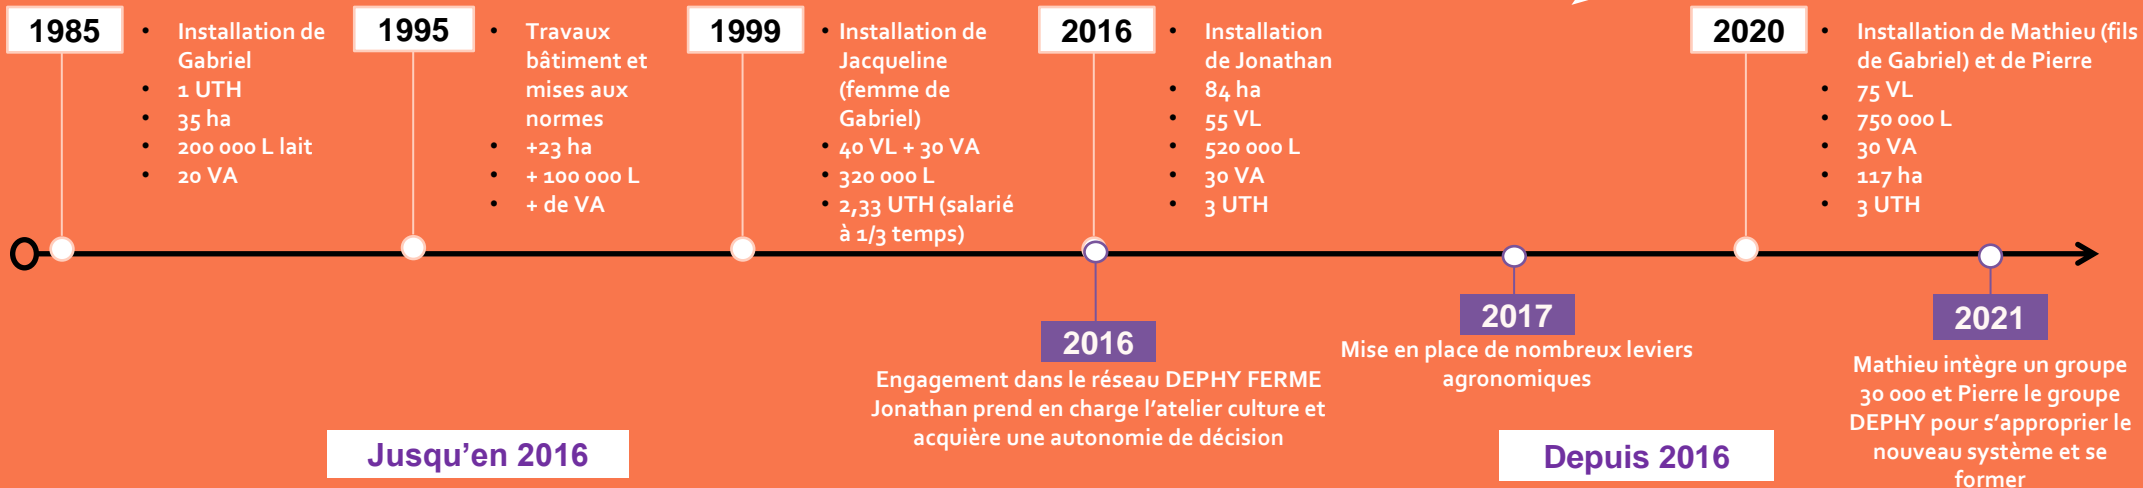 1985
• Installation de
Gabriel
• 1 UTH
• 35 ha
• 200 000 L lait
• 20 VA
1995
• Travaux
bâtiment et
mises aux
normes
• +23 ha
• + 100 000 L
• + de VA
1999
• Installation de
Jacqueline
(femme de
Gabriel)
• 40 VL + 30 VA
• 320 000 L
• 2,33 UTH (salarié
à 1/3 temps)
2016
• Installation
de Jonathan
• 84 ha
• 55 VL
• 520 000 L
• 30 VA
• 3 UTH
2020
• Installation de Mathieu (fils
de Gabriel) et de Pierre
• 75 VL
• 750 000 L
• 30 VA
• 117 ha
• 3 UTH
2016
Engagement dans le réseau DEPHY FERME
Jonathan prend en charge l'atelier culture et
acquière une autonomie de décision
2017
Mise en place de nombreux leviers
agronomiques
2021
Mathieu intègre un groupe
30 000 et Pierre le groupe
DEPHY pour s'approprier le
nouveau système et se
former
Jusqu'en 2016
Depuis 2016